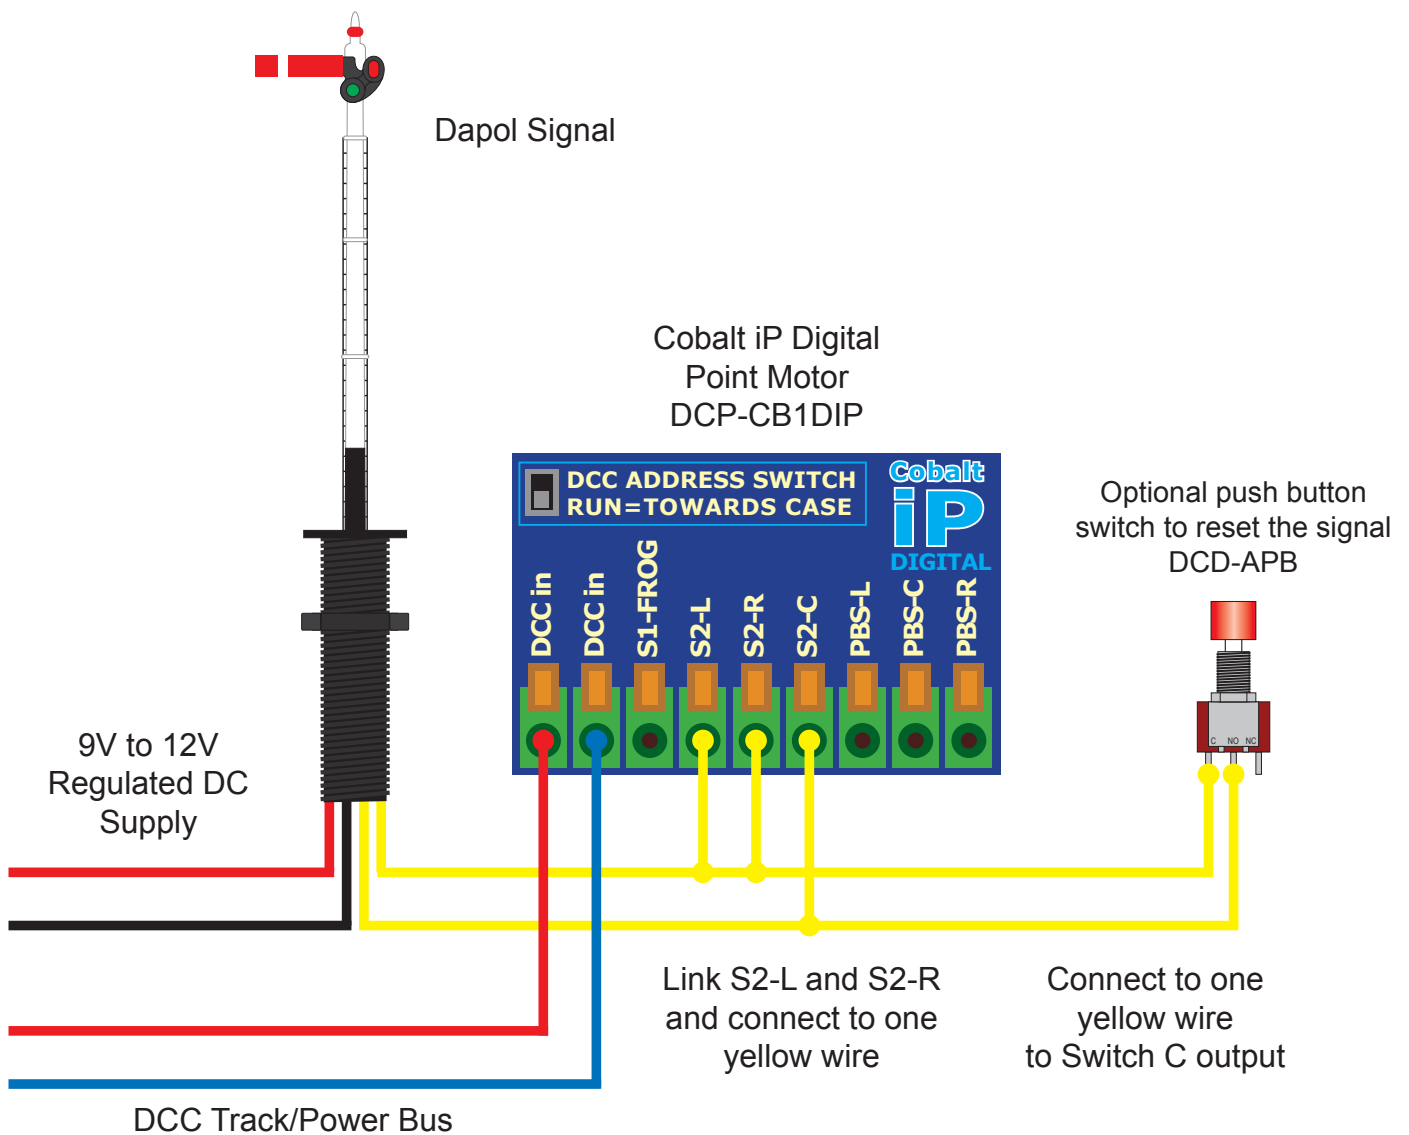 Dapol Signal
Cobalt iP Digital
Point Motor
DCP-CB1DIP
DCC ADDRESS SWITCH
RUN=TOWARDS CASE
Cobalt
iP
DIGITAL
DCC in
DCC in
S1-FROG
S2-L
S2-R
S2-C
PBS-L
PBS-C
PBS-R
Optional push button
switch to reset the signal
DCD-APB
C NO NC
9V to 12V
Regulated DC
Supply
Link S2-L and S2-R
and connect to one
yellow wire
Connect to one
yellow wire
to Switch C output
DCC Track/Power Bus